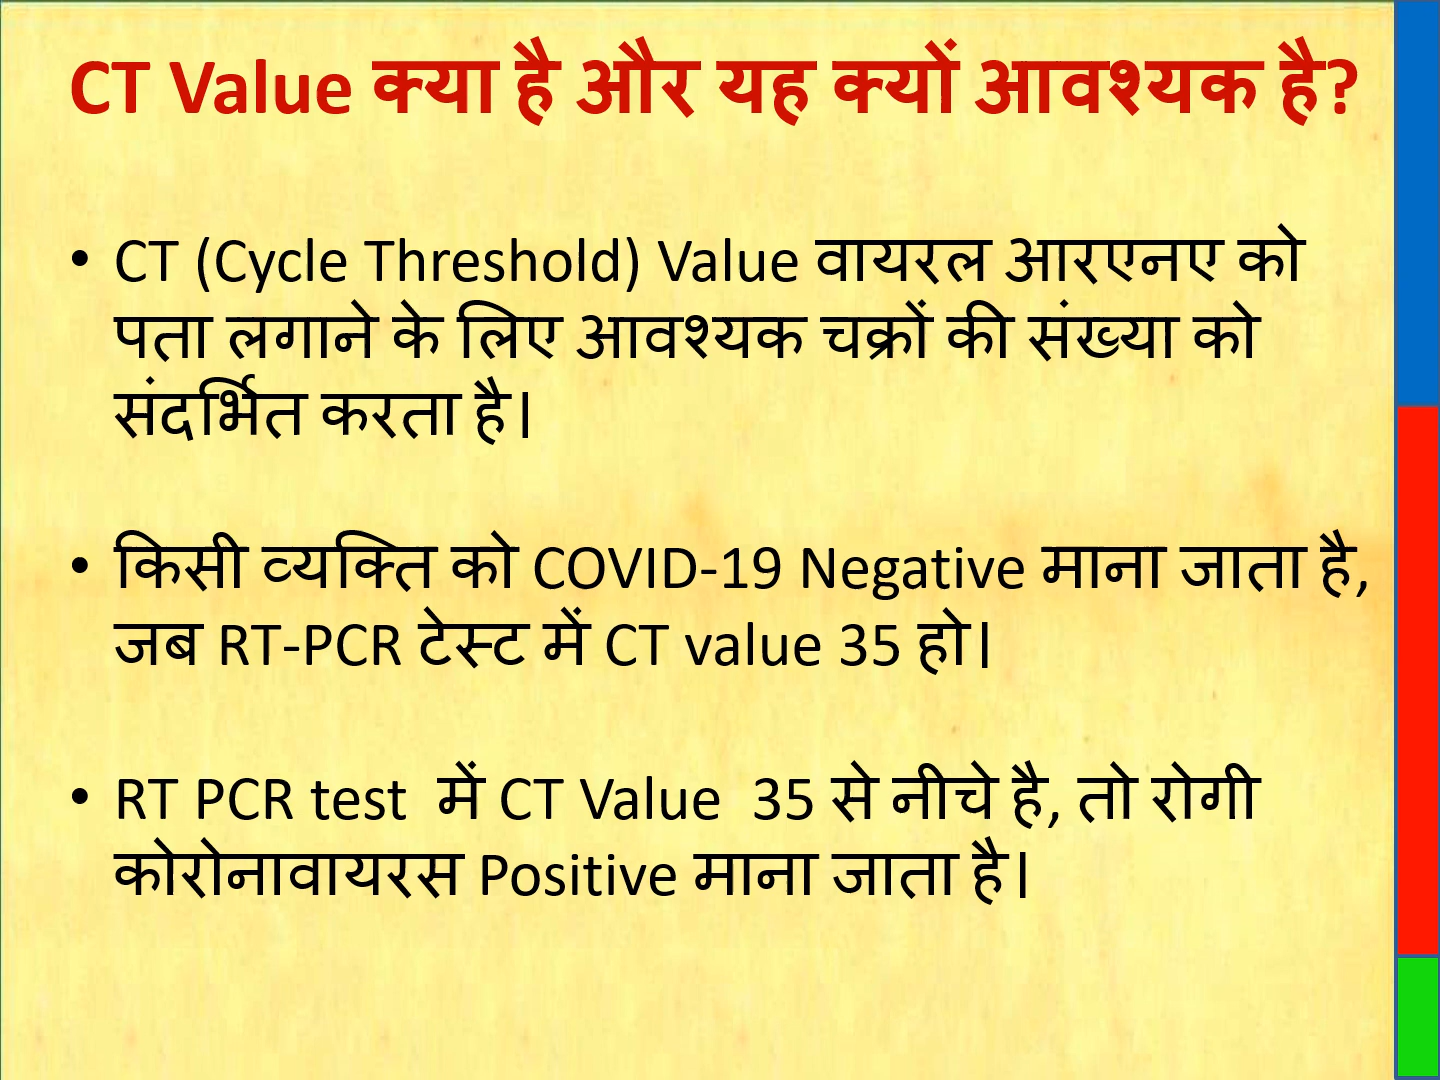 CT Value क्या है और यह क्यों आवश्यक है?
• CT (Cycle Threshold) Value वायरल आरएनए को
पता लगाने के लिए आवश्यक चक्रों की संख्या को
संदर्भित करता है।
• किसी व्यक्ति को COVID-19 Negative माना जाता है,
जब RT-PCR टेस्ट में CT value 35 हो।
• RT PCR test में CT Value 35 से नीचे है, तो रोगी
कोरोनावायरस Positive माना जाता है।